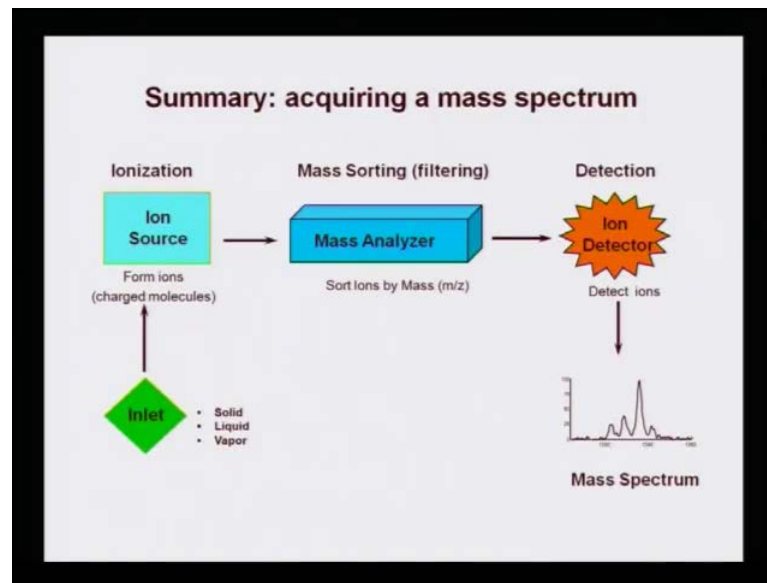 Summary: acquiring a mass spectrum
Ionization
Mass Sorting (filtering)
Detection
Ion
Source
Mass Analyzer
Ion
Detector
Form ions
(charged molecules)
Sort Ions by Mass (m/z)
Detect ions
Inlet
• Solid
• Liquid
• Vapor
Mass Spectrum